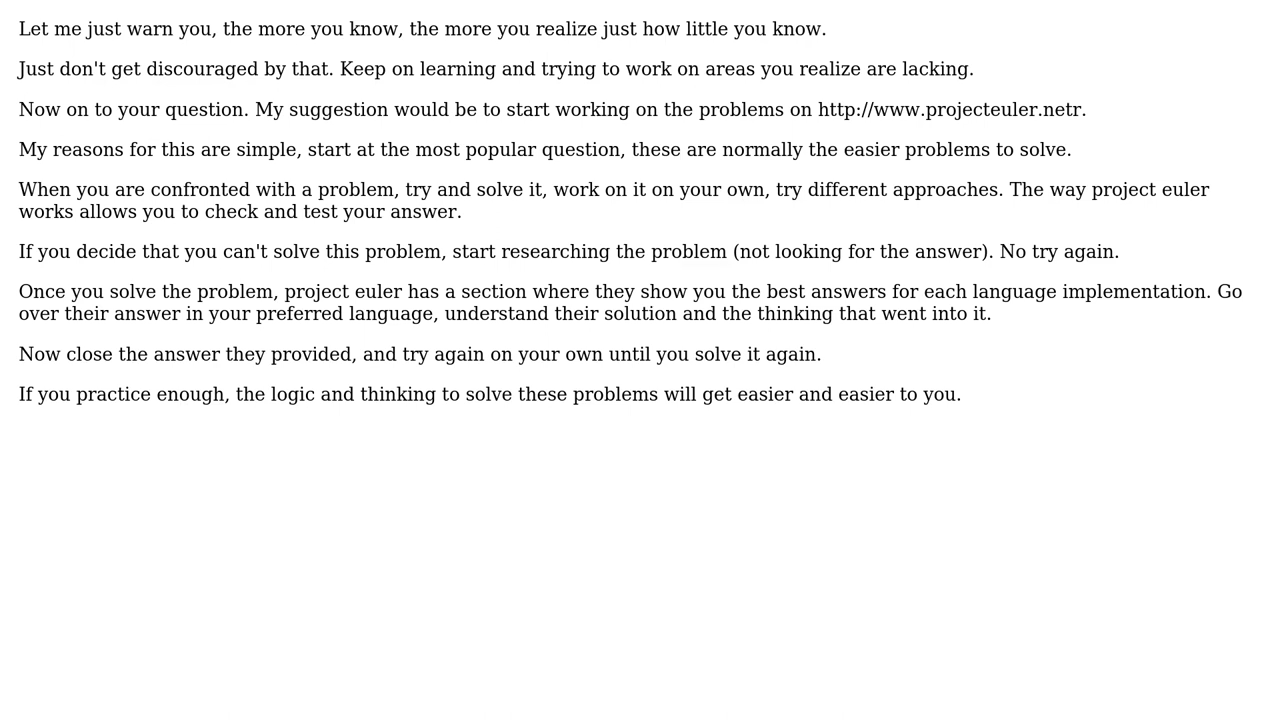 Let me just warn you, the more you know, the more you realize just how little you know.
Just don't get discouraged by that. Keep on learning and trying to work on areas you realize are lacking.
Now on to your question. My suggestion would be to start working on the problems on http://www.projecteuler.netr.
My reasons for this are simple, start at the most popular question, these are normally the easier problems to solve.
When you are confronted with a problem, try and solve it, work on it on your own, try different approaches. The way project euler
works allows you to check and test your answer.
If you decide that you can't solve this problem, start researching the problem (not looking for the answer). No try again.
Once you solve the problem, project euler has a section where they show you the best answers for each language implementation. Go
over their answer in your preferred language, understand their solution and the thinking that went into it.
Now close the answer they provided, and try again on your own until you solve it again.
If you practice enough, the logic and thinking to solve these problems will get easier and easier to you.